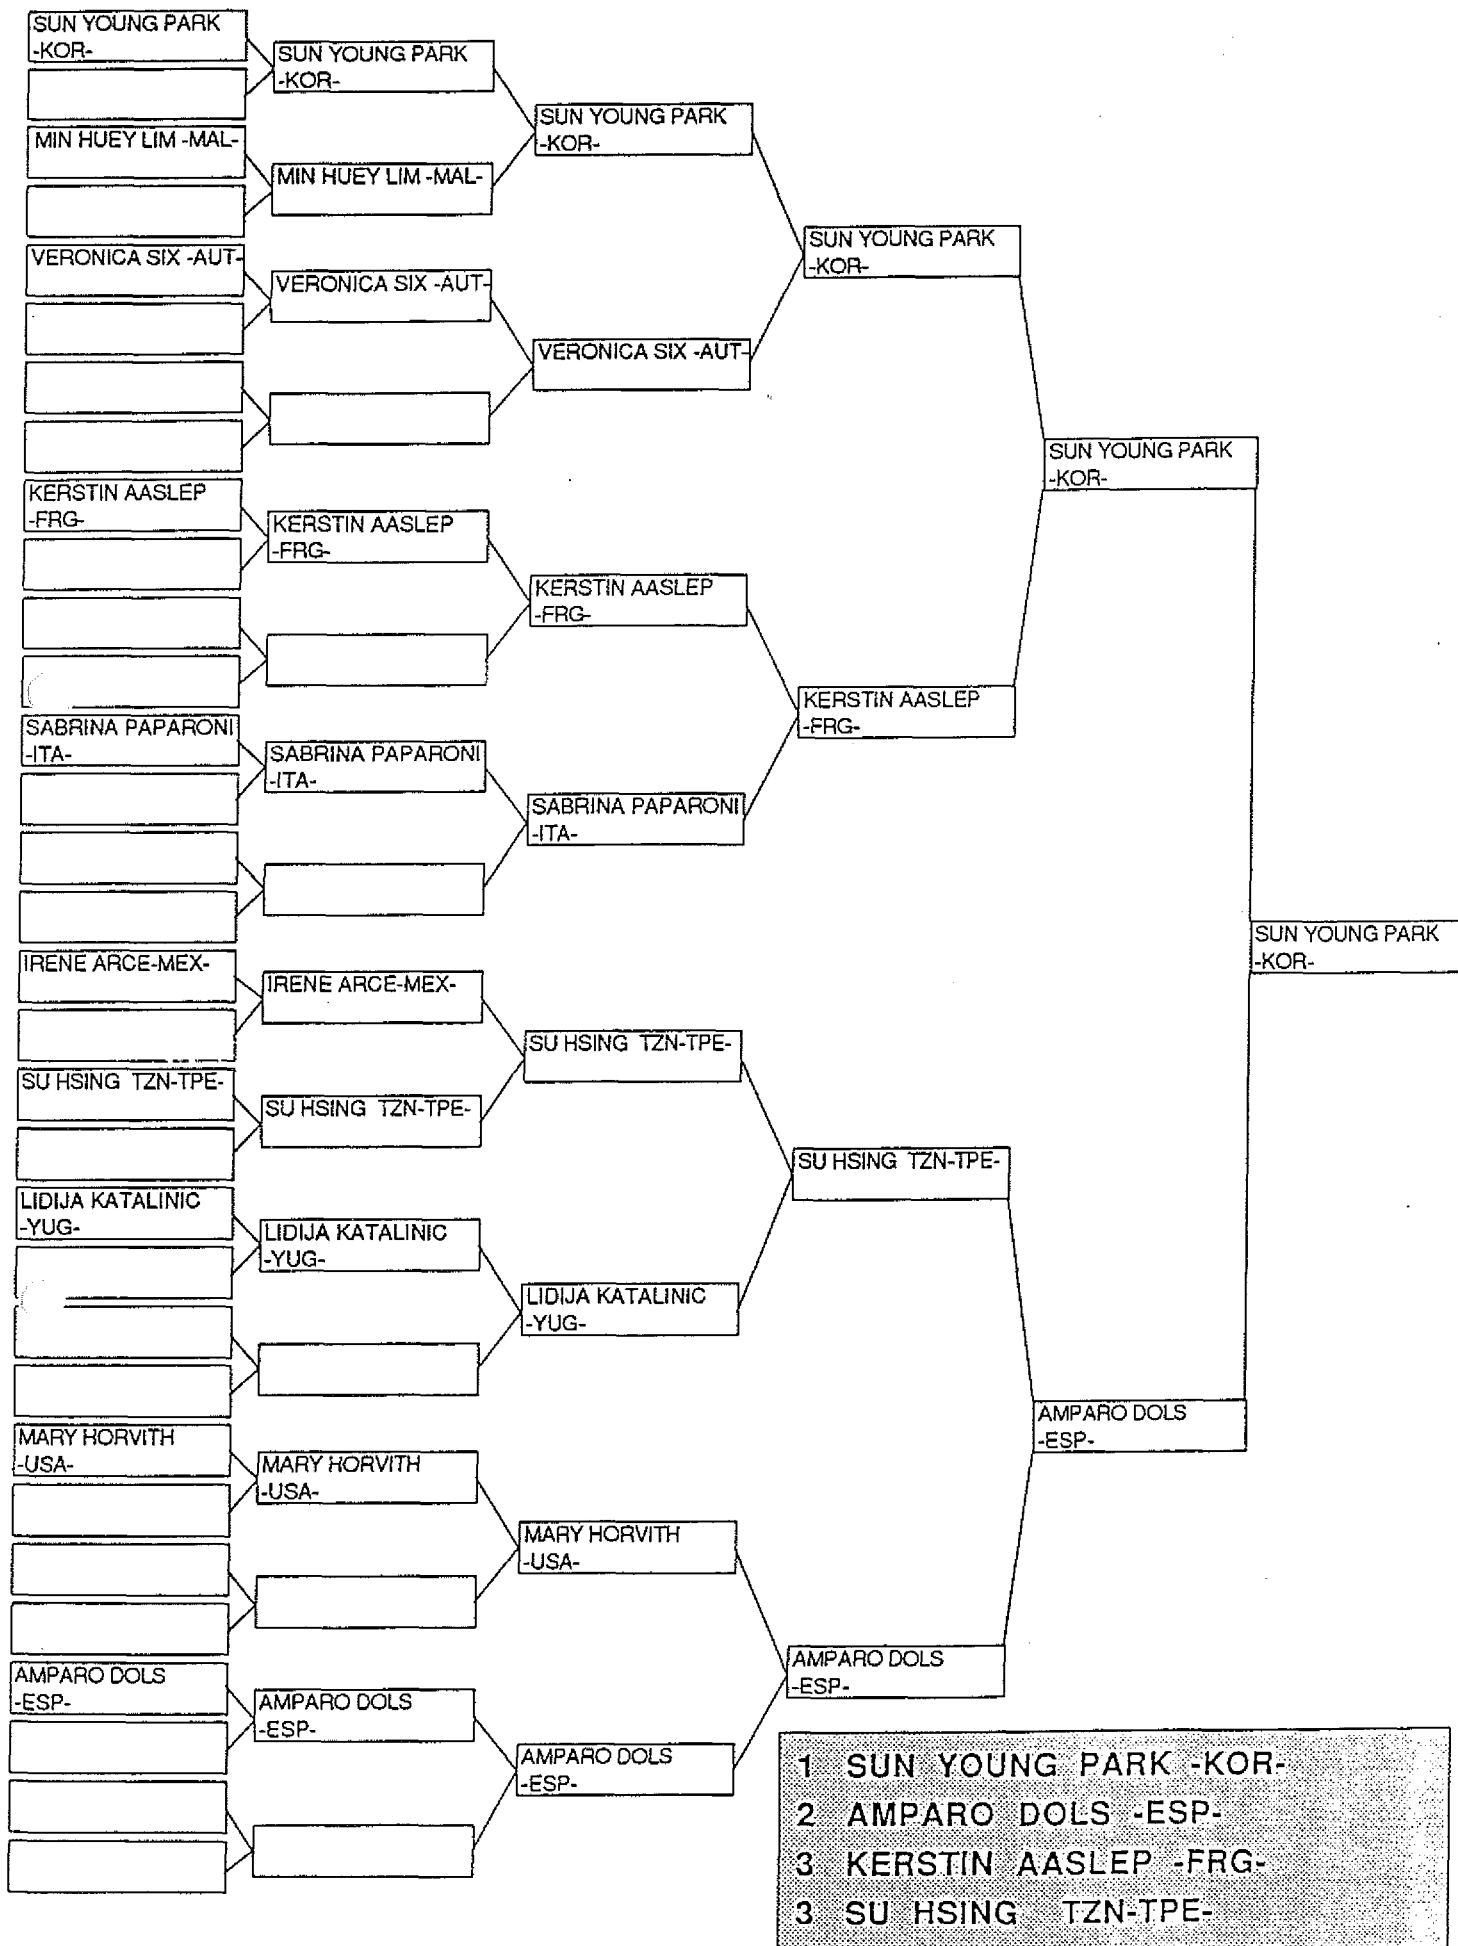 SUN YOUNG PARK
-KOR-
MIN HUEY LIM -MAL-
VERONICA SIX -AUT-
KERSTIN AASLEP
-FRG-
SABRINA PAPARONI
-ITA-
IRENE ARCE-MEX-
SU HSING TZN-TPE-
LIDIJA KATALINIC
-YUG-
MARY HORVITH
-USA-
AMPARO DOLS
-ESP-
SUN YOUNG PARK
-KOR-
MIN HUEY LIM -MAL-
VERONICA SIX -AUT-
KERSTIN AASLEP
-FRG-
SABRINA PAPARONI
-ITA-
IRENE ARCE-MEX-
SU HSING TZN-TPE-
LIDIJA KATALINIC
-YUG-
MARY HORVITH
-USA-
AMPARO DOLS
-ESP-
SUN YOUNG PARK
-KOR-
VERONICA SIX -AUT-
KERSTIN AASLEP
-FRG-
SABRINA PAPARONI
-ITA-
SU HSING TZN-TPE-
LIDIJA KATALINIC
-YUG-
MARY HORVITH
-USA-
AMPARO DOLS
-ESP-
SUN YOUNG PARK
-KOR-
KERSTIN AASLEP
-FRG-
SU HSING TZN-TPE-
AMPARO DOLS
-ESP-
SUN YOUNG PARK
-KOR-
AMPARO DOLS
-ESP-
SUN YOUNG PARK
-KOR-
1 SUN YOUNG PARK -KOR-
2 AMPARO DOLS -ESP-
3 KERSTIN AASLEP -FRG-
3 SU HSING TZN-TPE-